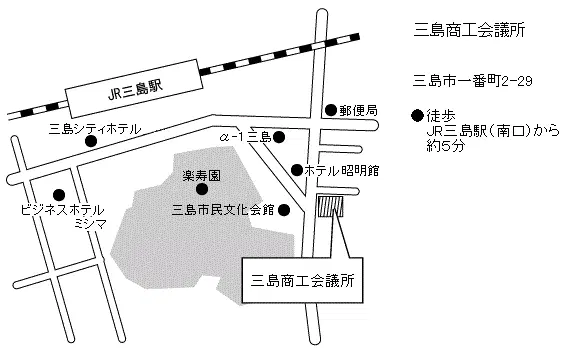 三島商工会議所
三島市一番町2-29
●徒歩
JR三島駅(南口)から
約5分
JR三島駅
郵便局
三島シティホテル
α-1三島
ホテル昭明館
楽寿園
ビジネスホテル
ミシマ
三島市民文化会館
三島商工会議所